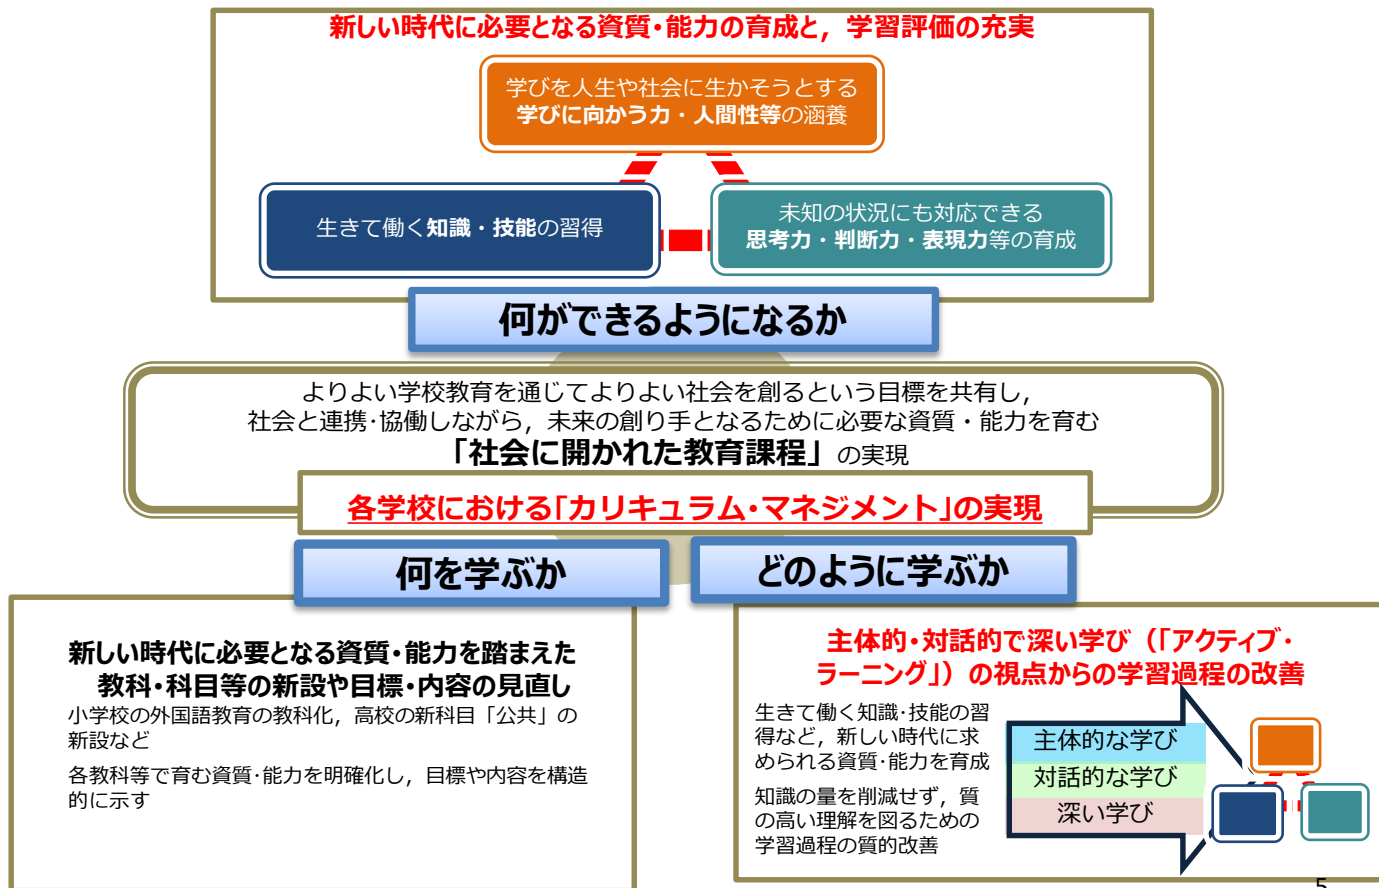 新しい時代に必要となる資質・能力の育成と，学習評価の充実
学びを人生や社会に生かそうとする
学びに向かう力・人間性等の涵養
生きて働く知識・技能の習得
未知の状況にも対応できる
思考力・判断力・表現力等の育成
何ができるようになるか
よりよい学校教育を通じてよりよい社会を創るという目標を共有し，
社会と連携・協働しながら，未来の創り手となるために必要な資質・能力を育む
「社会に開かれた教育課程」の実現
各学校における「カリキュラム・マネジメント」の実現
何を学ぶか
どのように学ぶか
新しい時代に必要となる資質・能力を踏まえた
教科・科目等の新設や目標・内容の見直し
小学校の外国語教育の教科化，高校の新科目「公共」の
新設など
各教科等で育む資質・能力を明確化し，目標や内容を構造
的に示す
主体的・対話的で深い学び（「アクティブ・
ラーニング」）の視点からの学習過程の改善
生きて働く知識・技能の習
得など，新しい時代に求
められる資質・能力を育成
知識の量を削減せず，質
の高い理解を図るための
学習過程の質的改善
主体的な学び
対話的な学び
深い学び
5